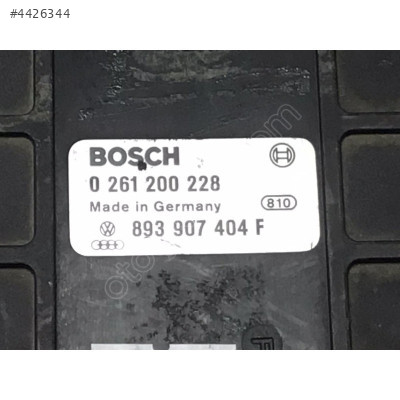 #4426344
BOSCH
0 261 200 228
Made in Germany 810
893 907 404 F